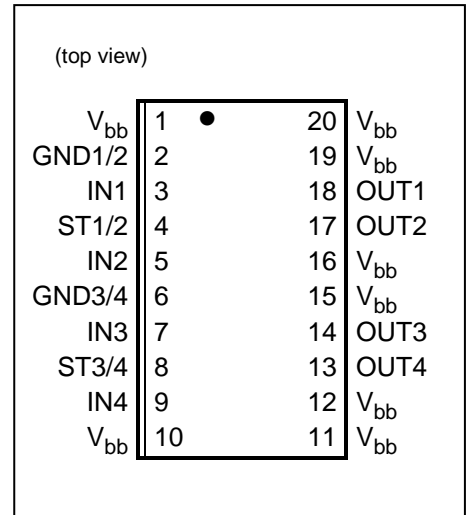 (top view)
Vbb 1 20 Vbb
GND1/2 2 19 Vbb
IN1 3 18 OUT1
ST1/2 4 17 OUT2
IN2 5 16 Vbb
GND3/4 6 15 Vbb
IN3 7 14 OUT3
ST3/4 8 13 OUT4
IN4 9 12 Vbb
Vbb 10 11 Vbb